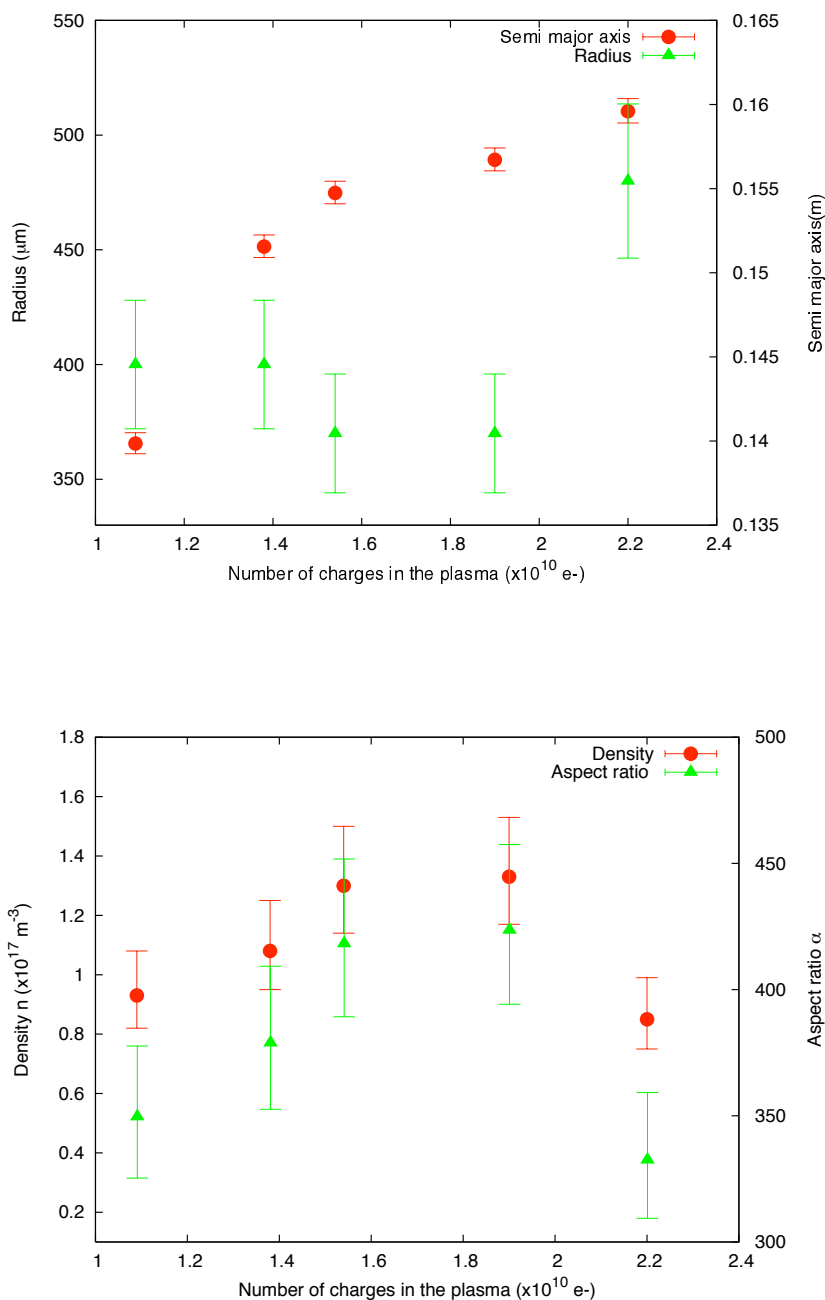 550
500
450
400
350
Radius (μm)
Semi major axis
Radius
0.165
0.16
0.155
0.15
0.145
0.14
0.135
Semi major axis(m)
1 1.2 1.4 1.6 1.8 2 2.2 2.4
Number of charges in the plasma (x10^10 e-)
1.8
1.6
1.4
1.2
1
0.8
0.6
0.4
0.2
Density n (x10^17 m^-3)
Density
Aspect ratio
500
450
400
350
300
Aspect ratio α
1 1.2 1.4 1.6 1.8 2 2.2 2.4
Number of charges in the plasma (x10^10 e-)